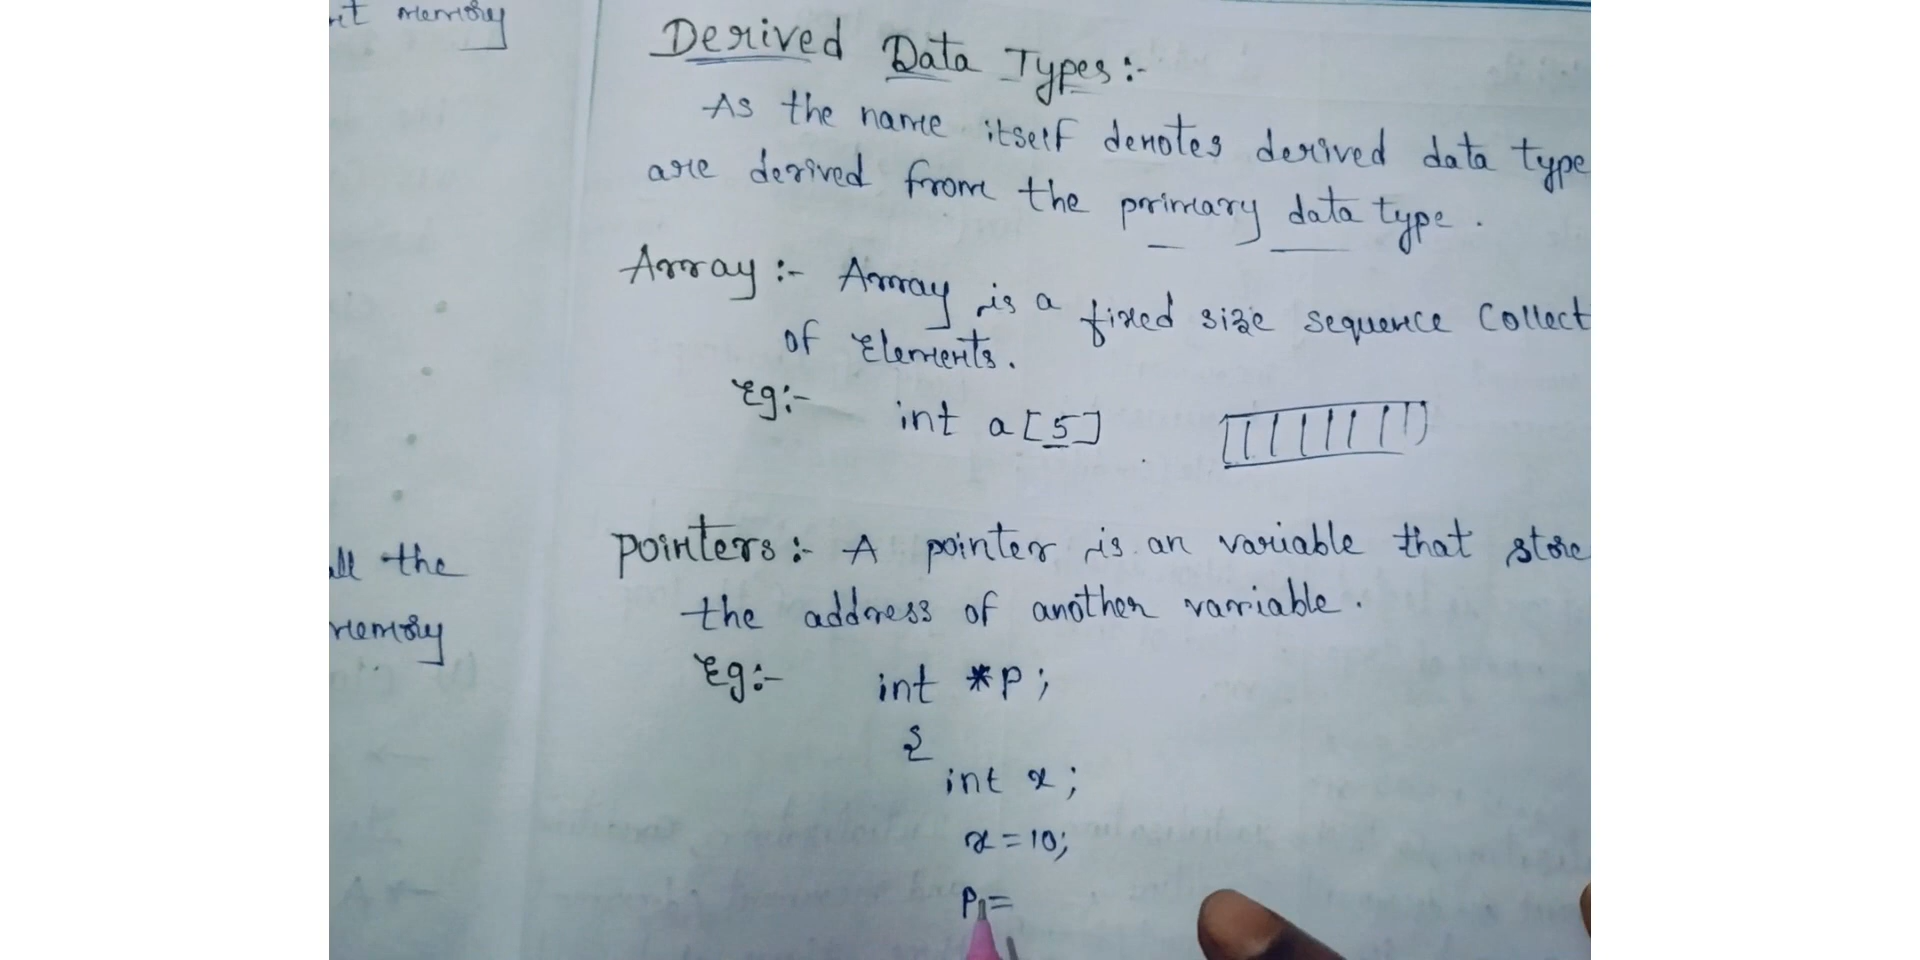 it memory
Derived Data Types :-
As the name itself denotes derived data type
are derived from the primary data type .
Array :- Array is a fixed size sequence Collect
of Elements.
Eg:- int a[5]
Pointers :- A pointer is an variable that store
all the
the address of another variable .
memory
Eg:- int *p ;
{
int x ;
x = 10;
P =